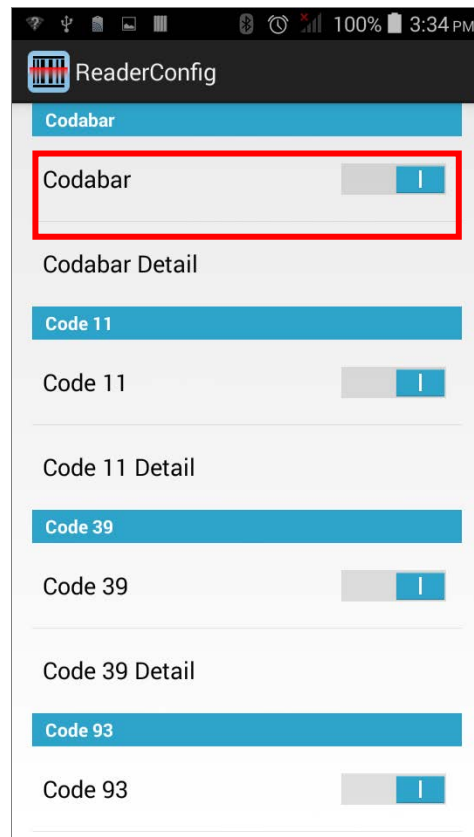 100% 3:34 PM
ReaderConfig
Codabar
Codabar
Codabar Detail
Code 11
Code 11
Code 11 Detail
Code 39
Code 39
Code 39 Detail
Code 93
Code 93